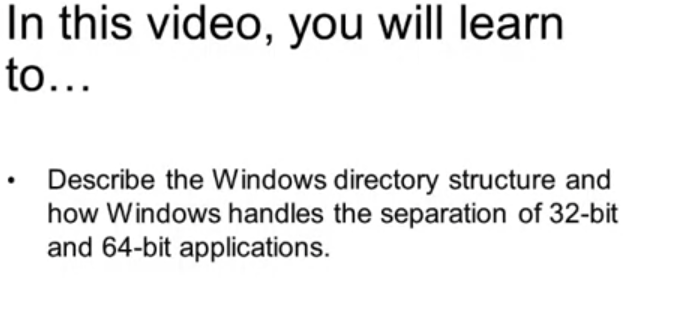 In this video, you will learn
to…
• Describe the Windows directory structure and
how Windows handles the separation of 32-bit
and 64-bit applications.